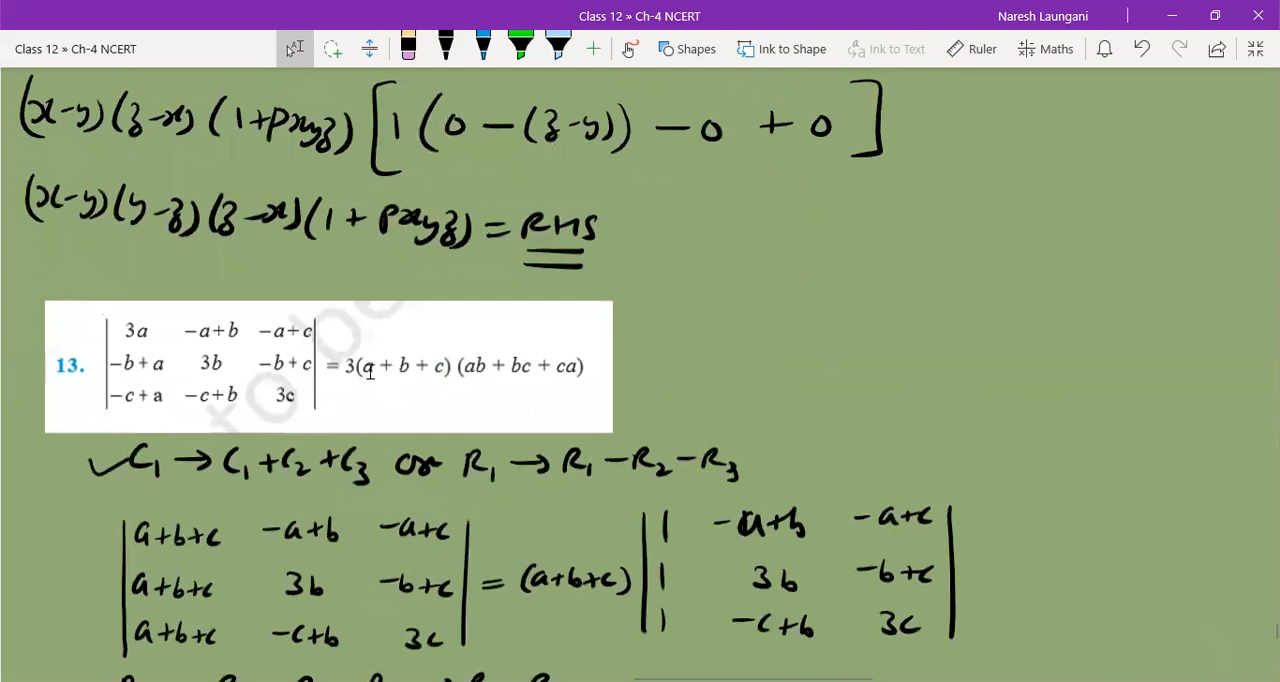 Class 12 » Ch-4 NCERT Naresh Laungani
Class 12 » Ch-4 NCERT Shapes Ink to Shape Ink to Text Ruler Maths
(x-y)(z-x)(1+pxyz)[1(0-(z-y))-0+0]
(x-y)(y-z)(z-x)(1+pxyz)=RHS
to be
13. |3a -a+b -a+c|
|-b+a 3b -b+c| = 3(a + b + c) (ab + bc + ca)
|-c+a -c+b 3c|
✓C₁→C₁+C₂+C₃ or R₁→R₁-R₂-R₃
|a+b+c -a+b -a+c| |1 -a+b -a+c|
|a+b+c 3b -b+c| = (a+b+c) |1 3b -b+c|
|a+b+c -c+b 3c| |1 -c+b 3c|